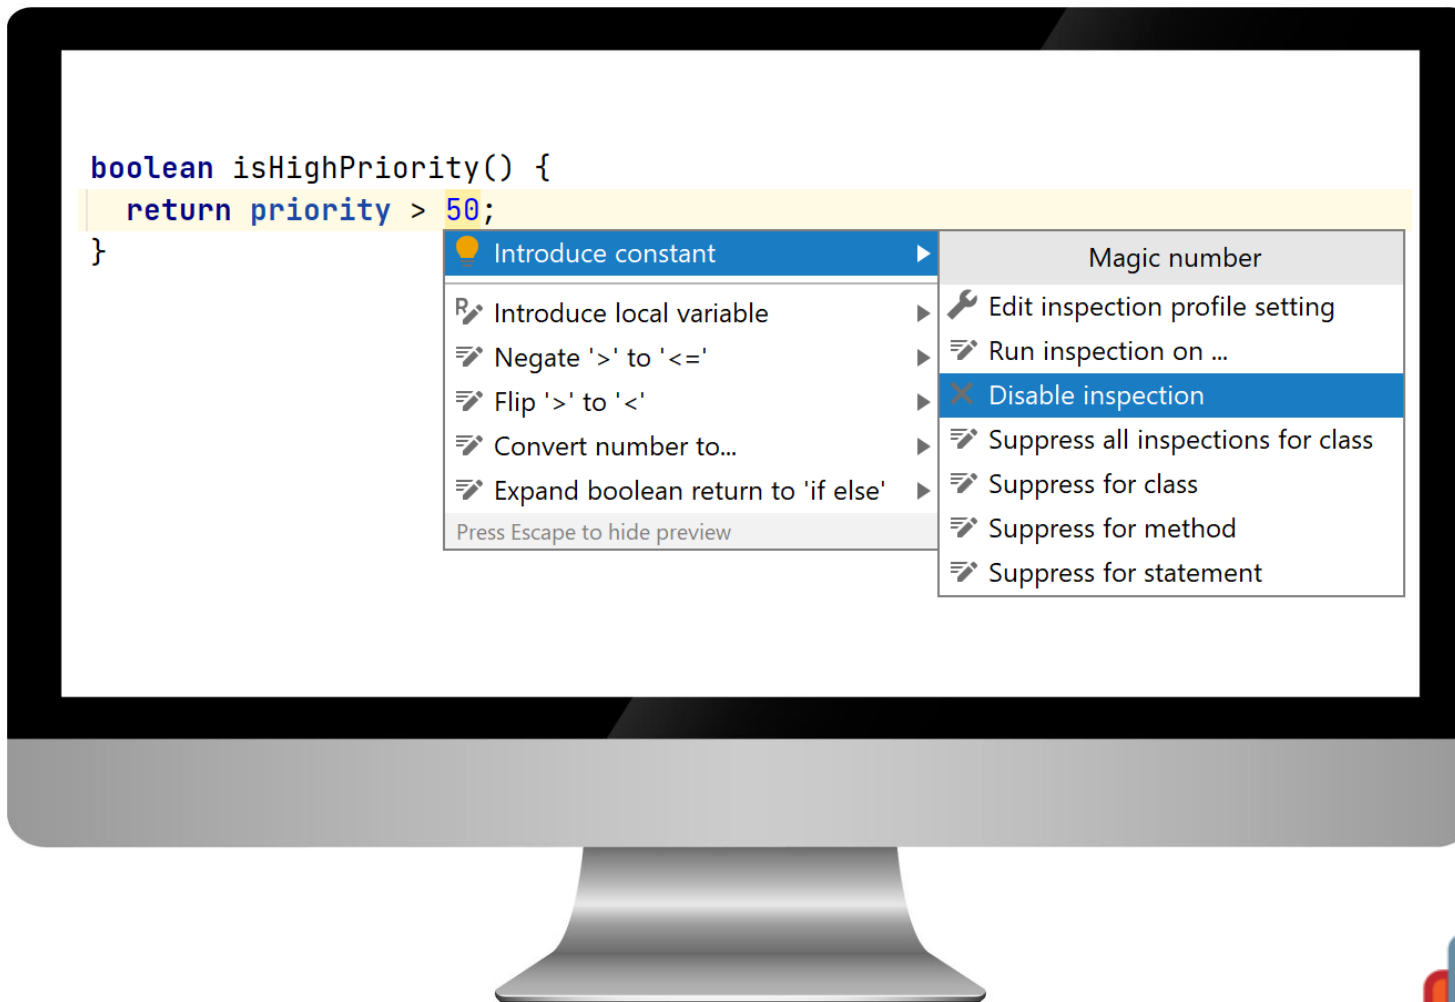 boolean isHighPriority() {
return priority > 50;
}
Introduce constant
Introduce local variable
Negate '>' to '<='
Flip '>' to '<'
Convert number to...
Expand boolean return to 'if else'
Press Escape to hide preview
Magic number
Edit inspection profile setting
Run inspection on ...
Disable inspection
Suppress all inspections for class
Suppress for class
Suppress for method
Suppress for statement